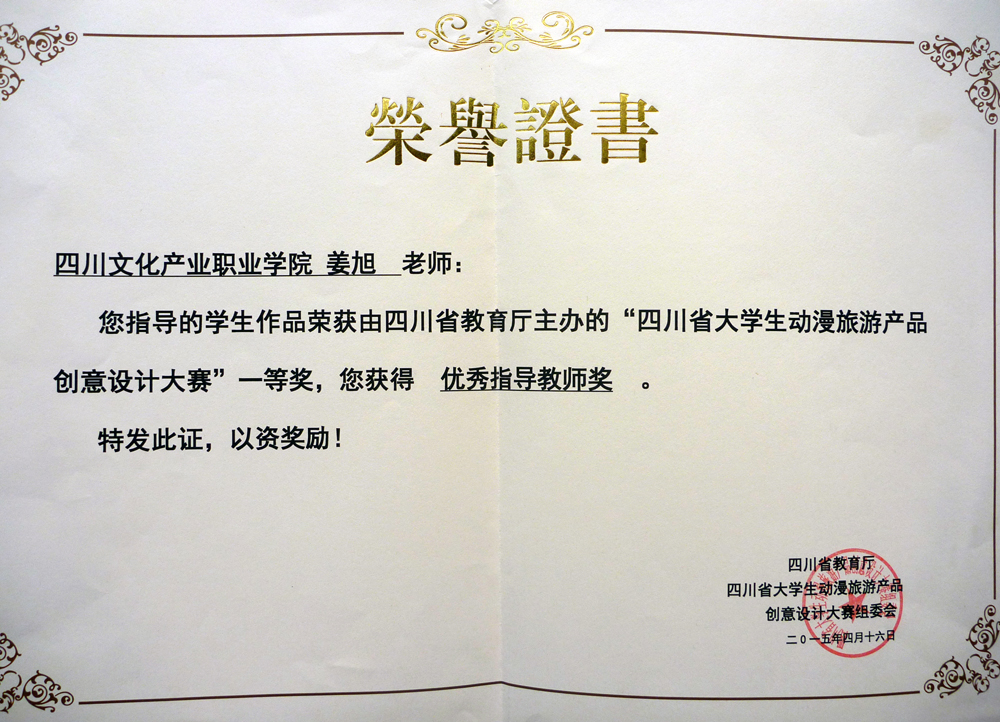 榮譽證書
四川文化产业职业学院 姜旭 老师：
您指导的学生作品荣获由四川省教育厅主办的“四川省大学生动漫旅游产品
创意设计大赛”一等奖，您获得 优秀指导教师奖 。
特发此证，以资奖励！
四川省教育厅
四川省大学生动漫旅游产品
创意设计大赛组委会
二0一五年四月十六日